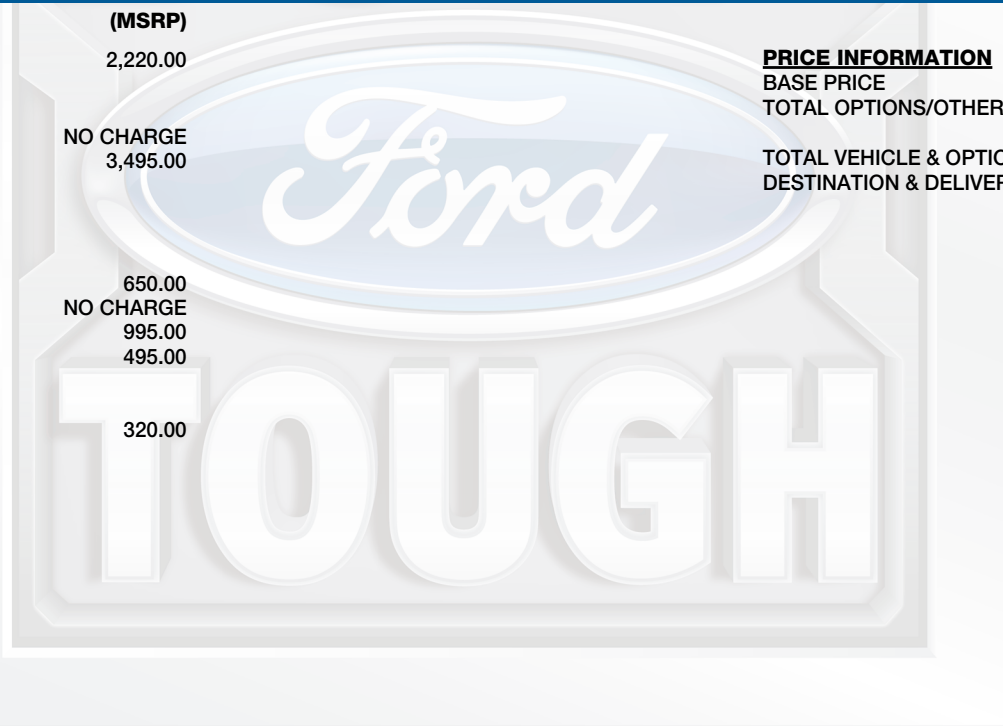 (MSRP)
2,220.00
NO CHARGE
3,495.00
650.00
NO CHARGE
995.00
495.00
320.00
PRICE INFORMATION
BASE PRICE
TOTAL OPTIONS/OTHER
TOTAL VEHICLE & OPTIO
DESTINATION & DELIVER
Ford
TOUGH